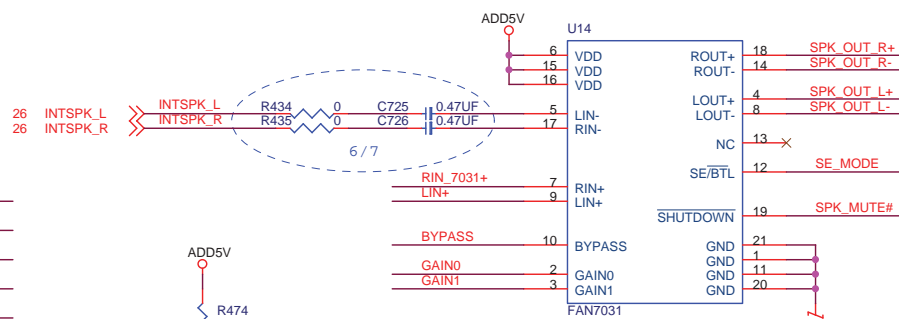 ADD5V
U14
6 VDD ROUT+ 18 SPK_OUT_R+
15 VDD ROUT- 14 SPK_OUT_R-
16 VDD
LOUT+ 4 SPK_OUT_L+
26 INTSPK_L INTSPK_L R434 0 C725 0.47UF 5 LIN- LOUT- 8 SPK_OUT_L-
26 INTSPK_R INTSPK_R R435 0 C726 0.47UF 17 RIN-
NC 13
6/7
SE/BTL 12 SE_MODE
RIN_7031+ 7 RIN+
LIN+ 9 LIN+
SHUTDOWN 19 SPK_MUTE#
BYPASS 10 BYPASS GND 21
ADD5V
GND 1
GAIN0 2 GAIN0 GND 11
GAIN1 3 GAIN1 GND 20
R474
FAN7031